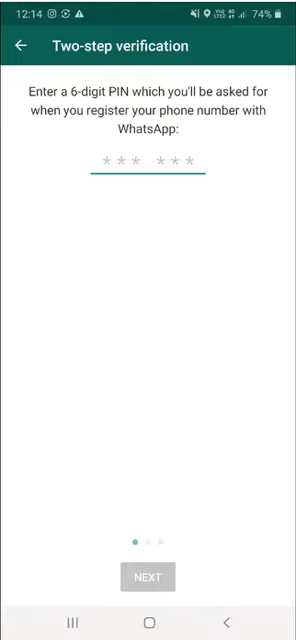 12:14 74%
Two-step verification
Enter a 6-digit PIN which you'll be asked for
when you register your phone number with
WhatsApp:
*** ***
NEXT